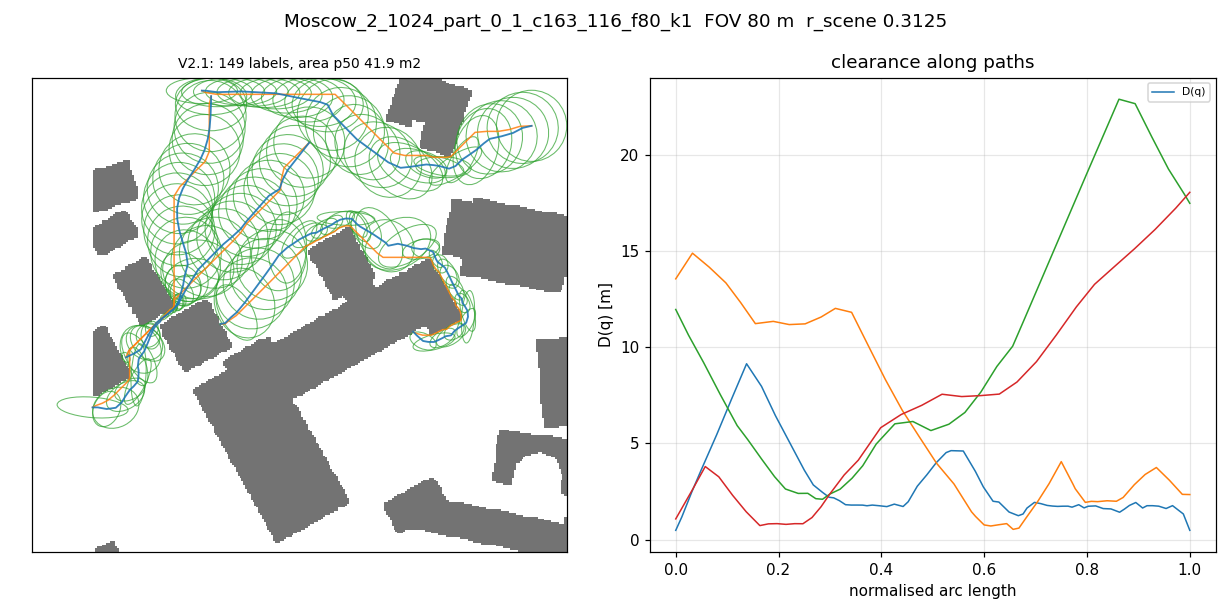 Moscow_2_1024_part_0_1_c163_116_f80_k1  FOV 80 m  r_scene 0.3125
V2.1: 149 labels, area p50 41.9 m2
clearance along paths
D(q)
20
15
10
5
0
D(q) [m]
0.0 0.2 0.4 0.6 0.8 1.0
normalised arc length